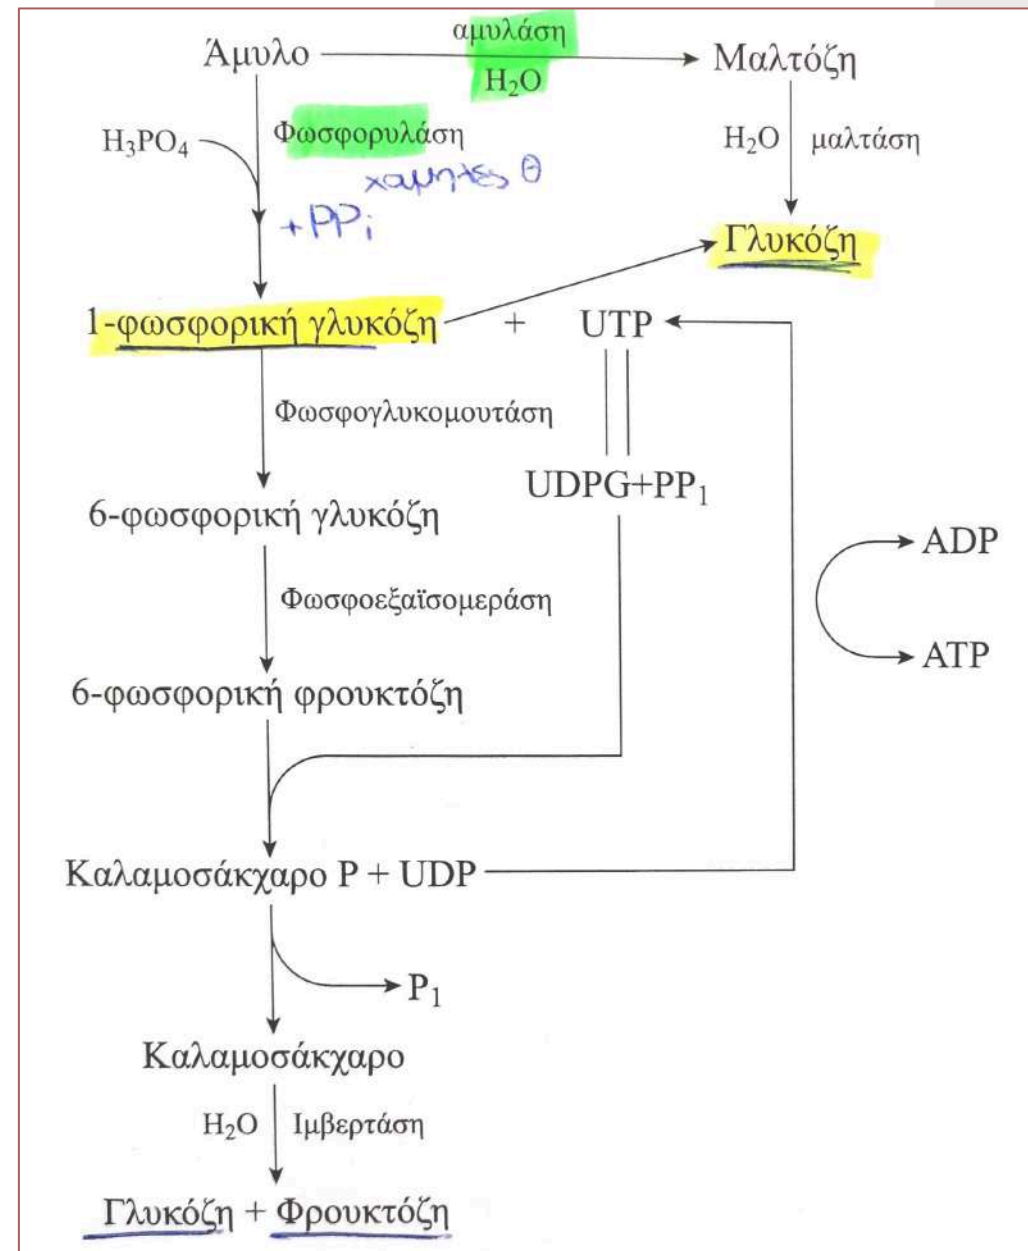 αμυλάση
Άμυλο
H₂O
Μαλτόζη
H₃PO₄
Φωσφορυλάση
χαμηλες θ
+ PPi
H₂O
μαλτάση
Γλυκόζη
1-φωσφορική γλυκόζη + UTP
Φωσφογλυκομουτάση
UDPG+PP₁
6-φωσφορική γλυκόζη
ADP
Φωσφοεξαϊσομεράση
ATP
6-φωσφορική φρουκτόζη
Καλαμοσάκχαρο P + UDP
P₁
Καλαμοσάκχαρο
H₂O
Ιμβερτάση
Γλυκόζη + Φρουκτόζη